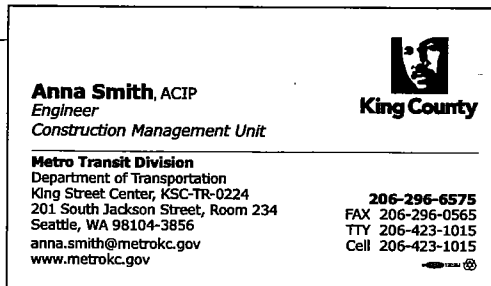 Anna Smith, ACIP
Engineer
Construction Management Unit
King County
Metro Transit Division
Department of Transportation
King Street Center, KSC-TR-0224
201 South Jackson Street, Room 234
Seattle, WA 98104-3856
anna.smith@metrokc.gov
www.metrokc.gov
206-296-6575
FAX 206-296-0565
TTY 206-423-1015
Cell 206-423-1015